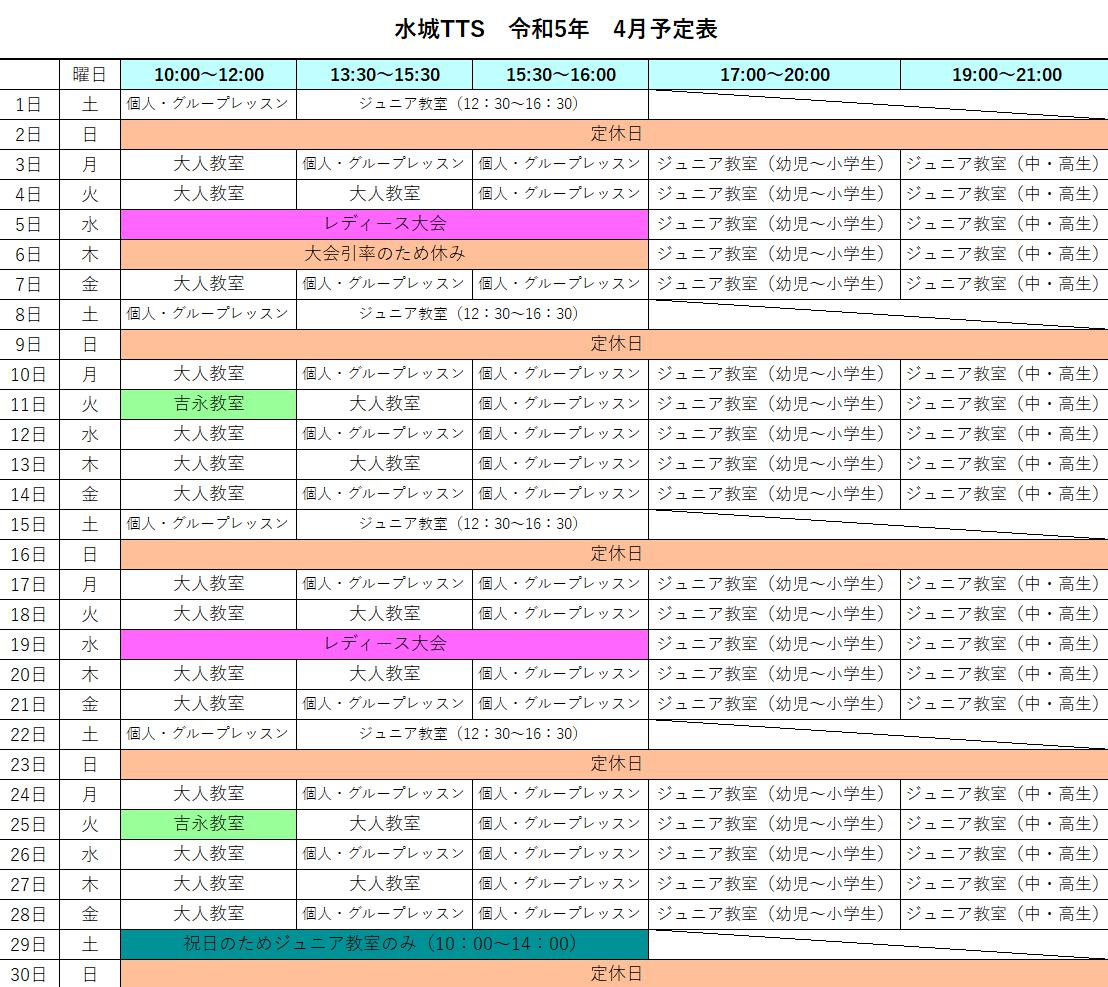 水城TTS　令和5年　4月予定表
曜日 10:00～12:00 13:30～15:30 15:30～16:00 17:00～20:00 19:00～21:00
1日 土 個人・グループレッスン ジュニア教室（12：30～16：30）
2日 日 定休日
3日 月 大人教室 個人・グループレッスン 個人・グループレッスン ジュニア教室（幼児～小学生） ジュニア教室（中・高生）
4日 火 大人教室 大人教室 個人・グループレッスン ジュニア教室（幼児～小学生） ジュニア教室（中・高生）
5日 水 レディース大会 ジュニア教室（幼児～小学生） ジュニア教室（中・高生）
6日 木 大会引率のため休み ジュニア教室（幼児～小学生） ジュニア教室（中・高生）
7日 金 大人教室 個人・グループレッスン 個人・グループレッスン ジュニア教室（幼児～小学生） ジュニア教室（中・高生）
8日 土 個人・グループレッスン ジュニア教室（12：30～16：30）
9日 日 定休日
10日 月 大人教室 個人・グループレッスン 個人・グループレッスン ジュニア教室（幼児～小学生） ジュニア教室（中・高生）
11日 火 吉永教室 大人教室 個人・グループレッスン ジュニア教室（幼児～小学生） ジュニア教室（中・高生）
12日 水 大人教室 個人・グループレッスン 個人・グループレッスン ジュニア教室（幼児～小学生） ジュニア教室（中・高生）
13日 木 大人教室 大人教室 個人・グループレッスン ジュニア教室（幼児～小学生） ジュニア教室（中・高生）
14日 金 大人教室 個人・グループレッスン 個人・グループレッスン ジュニア教室（幼児～小学生） ジュニア教室（中・高生）
15日 土 個人・グループレッスン ジュニア教室（12：30～16：30）
16日 日 定休日
17日 月 大人教室 個人・グループレッスン 個人・グループレッスン ジュニア教室（幼児～小学生） ジュニア教室（中・高生）
18日 火 大人教室 大人教室 個人・グループレッスン ジュニア教室（幼児～小学生） ジュニア教室（中・高生）
19日 水 レディース大会 ジュニア教室（幼児～小学生） ジュニア教室（中・高生）
20日 木 大人教室 大人教室 個人・グループレッスン ジュニア教室（幼児～小学生） ジュニア教室（中・高生）
21日 金 大人教室 個人・グループレッスン 個人・グループレッスン ジュニア教室（幼児～小学生） ジュニア教室（中・高生）
22日 土 個人・グループレッスン ジュニア教室（12：30～16：30）
23日 日 定休日
24日 月 大人教室 個人・グループレッスン 個人・グループレッスン ジュニア教室（幼児～小学生） ジュニア教室（中・高生）
25日 火 吉永教室 大人教室 個人・グループレッスン ジュニア教室（幼児～小学生） ジュニア教室（中・高生）
26日 水 大人教室 個人・グループレッスン 個人・グループレッスン ジュニア教室（幼児～小学生） ジュニア教室（中・高生）
27日 木 大人教室 大人教室 個人・グループレッスン ジュニア教室（幼児～小学生） ジュニア教室（中・高生）
28日 金 大人教室 個人・グループレッスン 個人・グループレッスン ジュニア教室（幼児～小学生） ジュニア教室（中・高生）
29日 土 祝日のためジュニア教室のみ（10：00～14：00）
30日 日 定休日